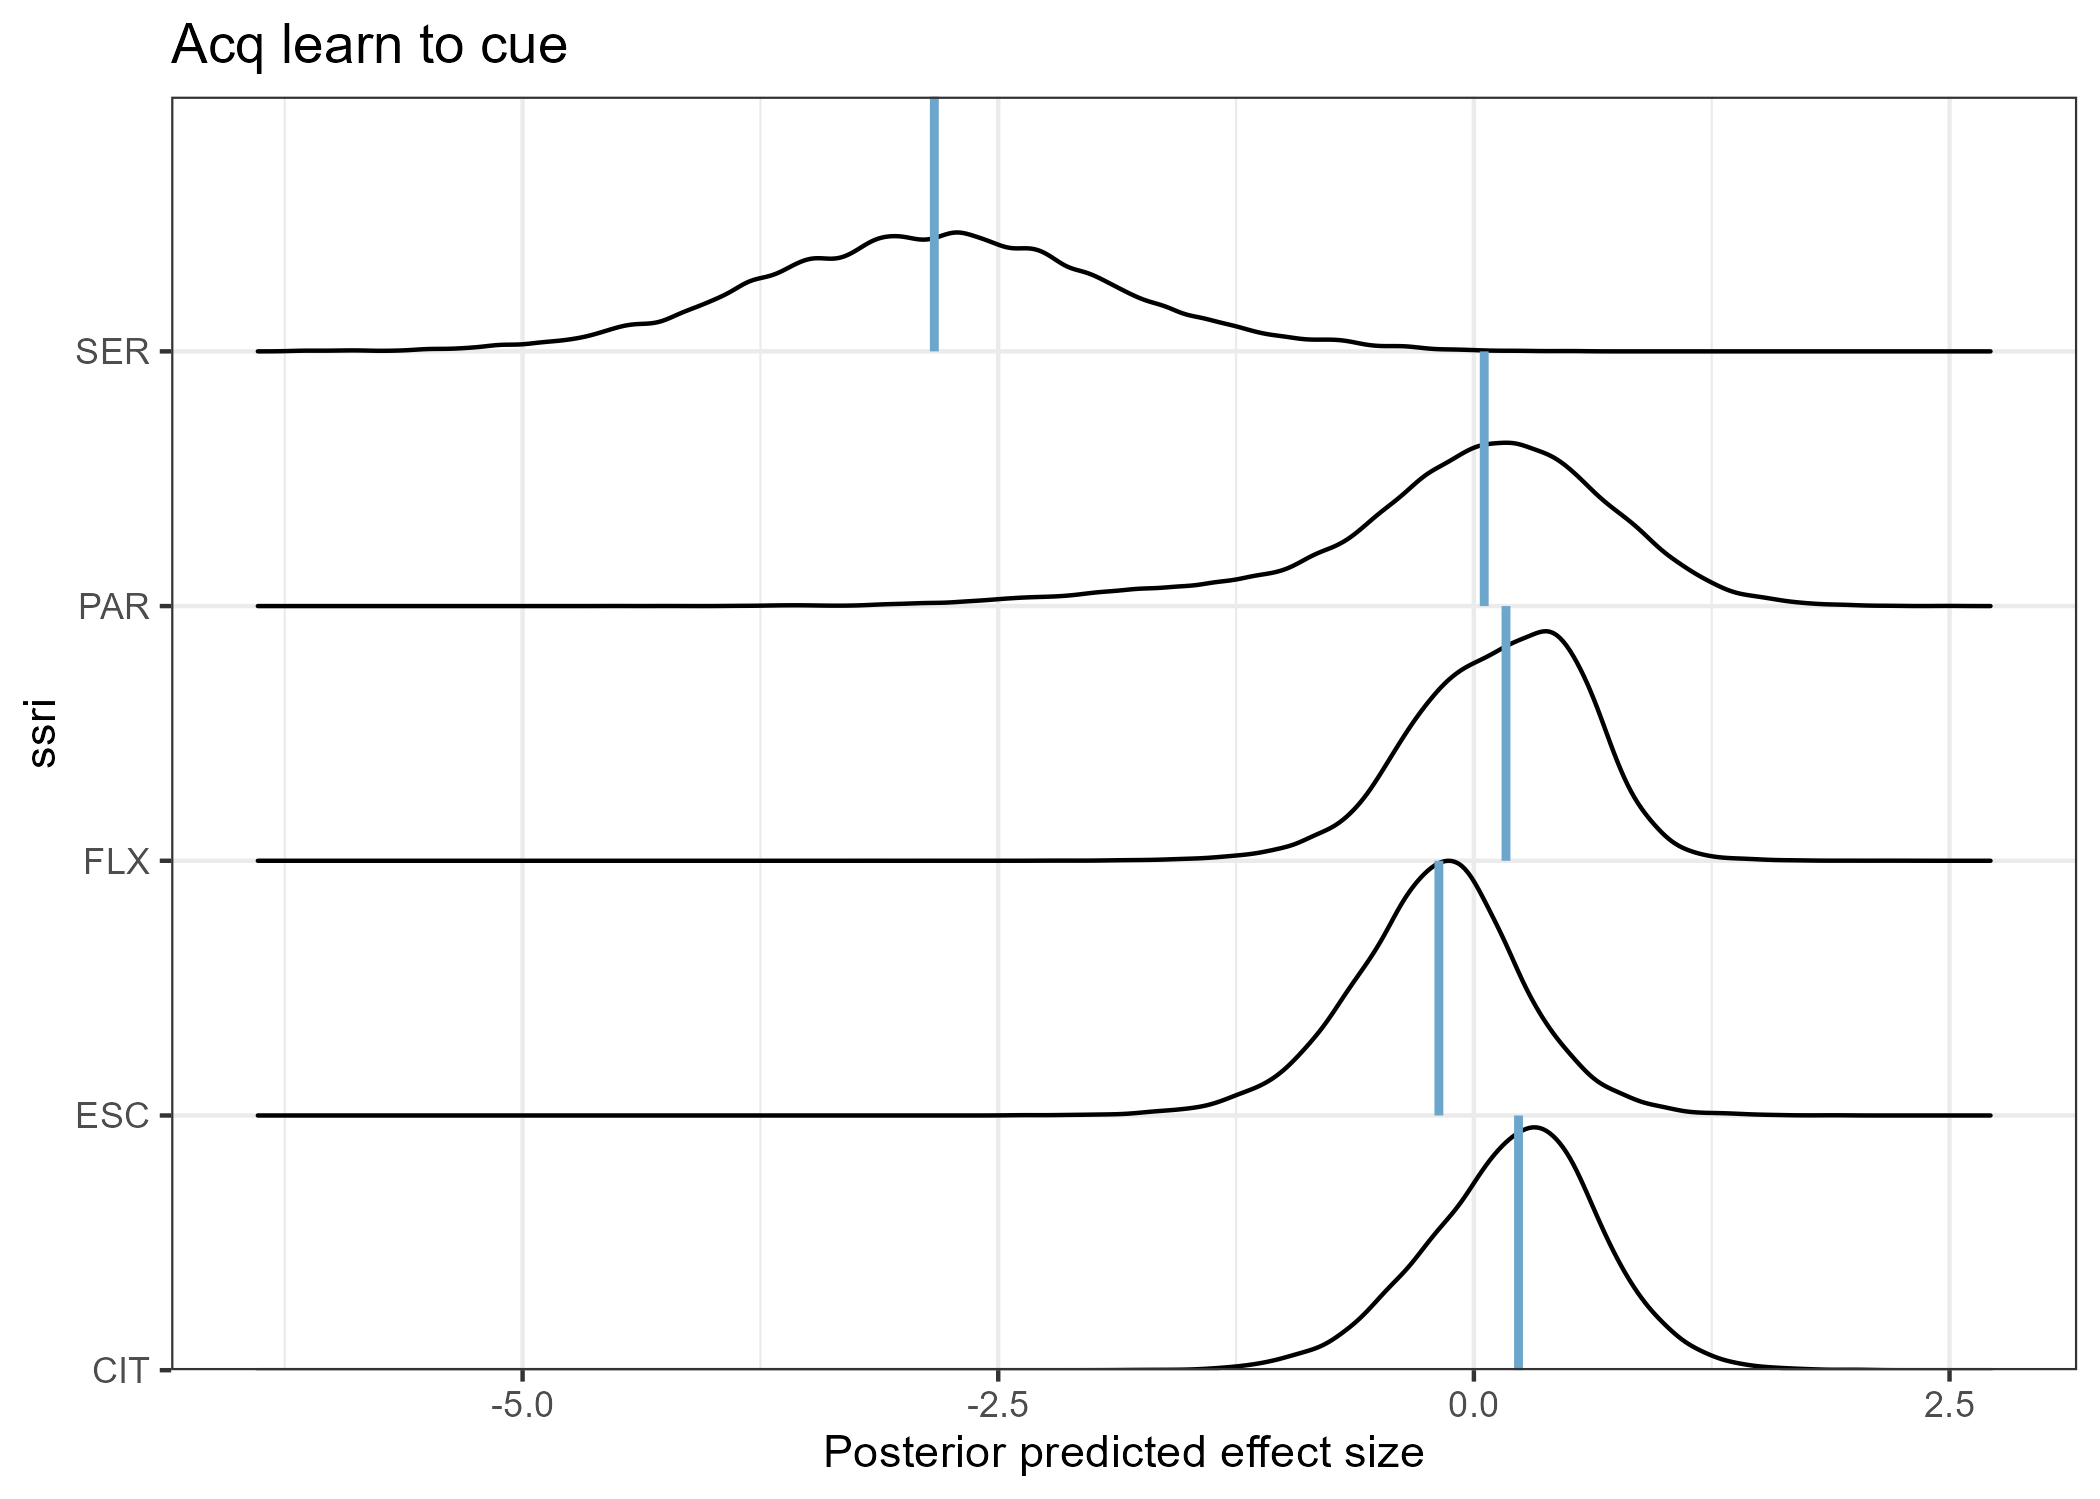 Acq learn to cue
SER
PAR
FLX
ESC
CIT
ssri
-5.0 -2.5 0.0 2.5
Posterior predicted effect size